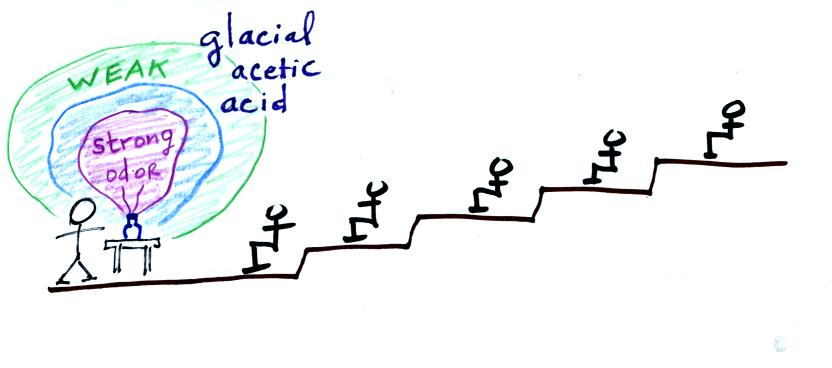 glacial
acetic
acid
WEAK
strong
odOR